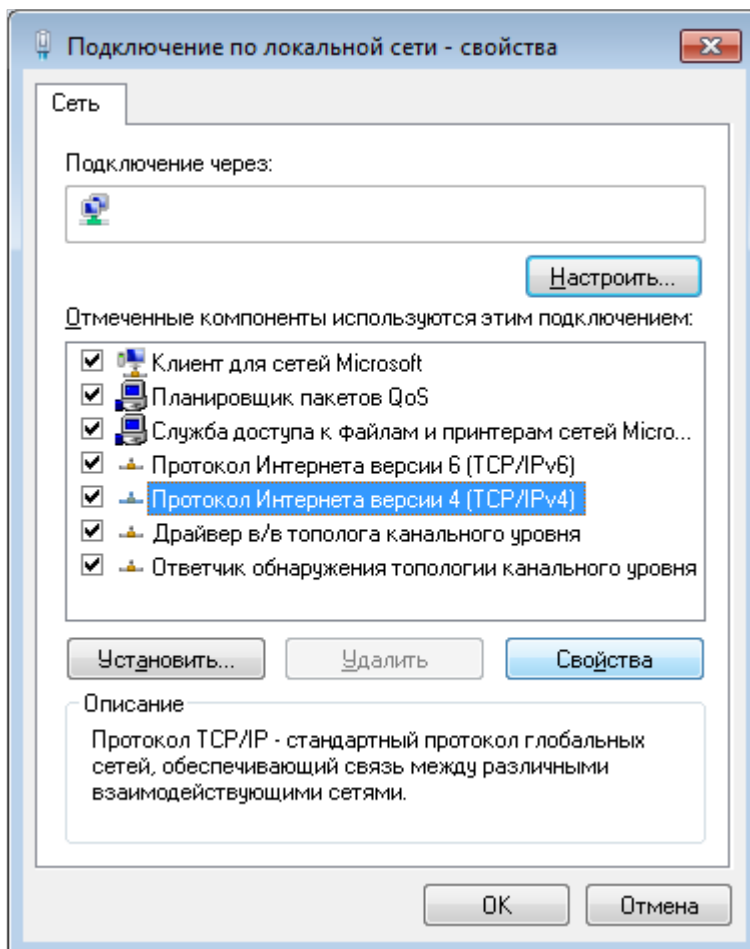 Подключение по локальной сети - свойства
Сеть
Подключение через:
Настроить...
Отмеченные компоненты используются этим подключением:
Клиент для сетей Microsoft
Планировщик пакетов QoS
Служба доступа к файлам и принтерам сетей Micro...
Протокол Интернета версии 6 (TCP/IPv6)
Протокол Интернета версии 4 (TCP/IPv4)
Драйвер в/в тополога канального уровня
Ответчик обнаружения топологии канального уровня
Установить...
Удалить
Свойства
Описание
Протокол TCP/IP - стандартный протокол глобальных
сетей, обеспечивающий связь между различными
взаимодействующими сетями.
OK
Отмена